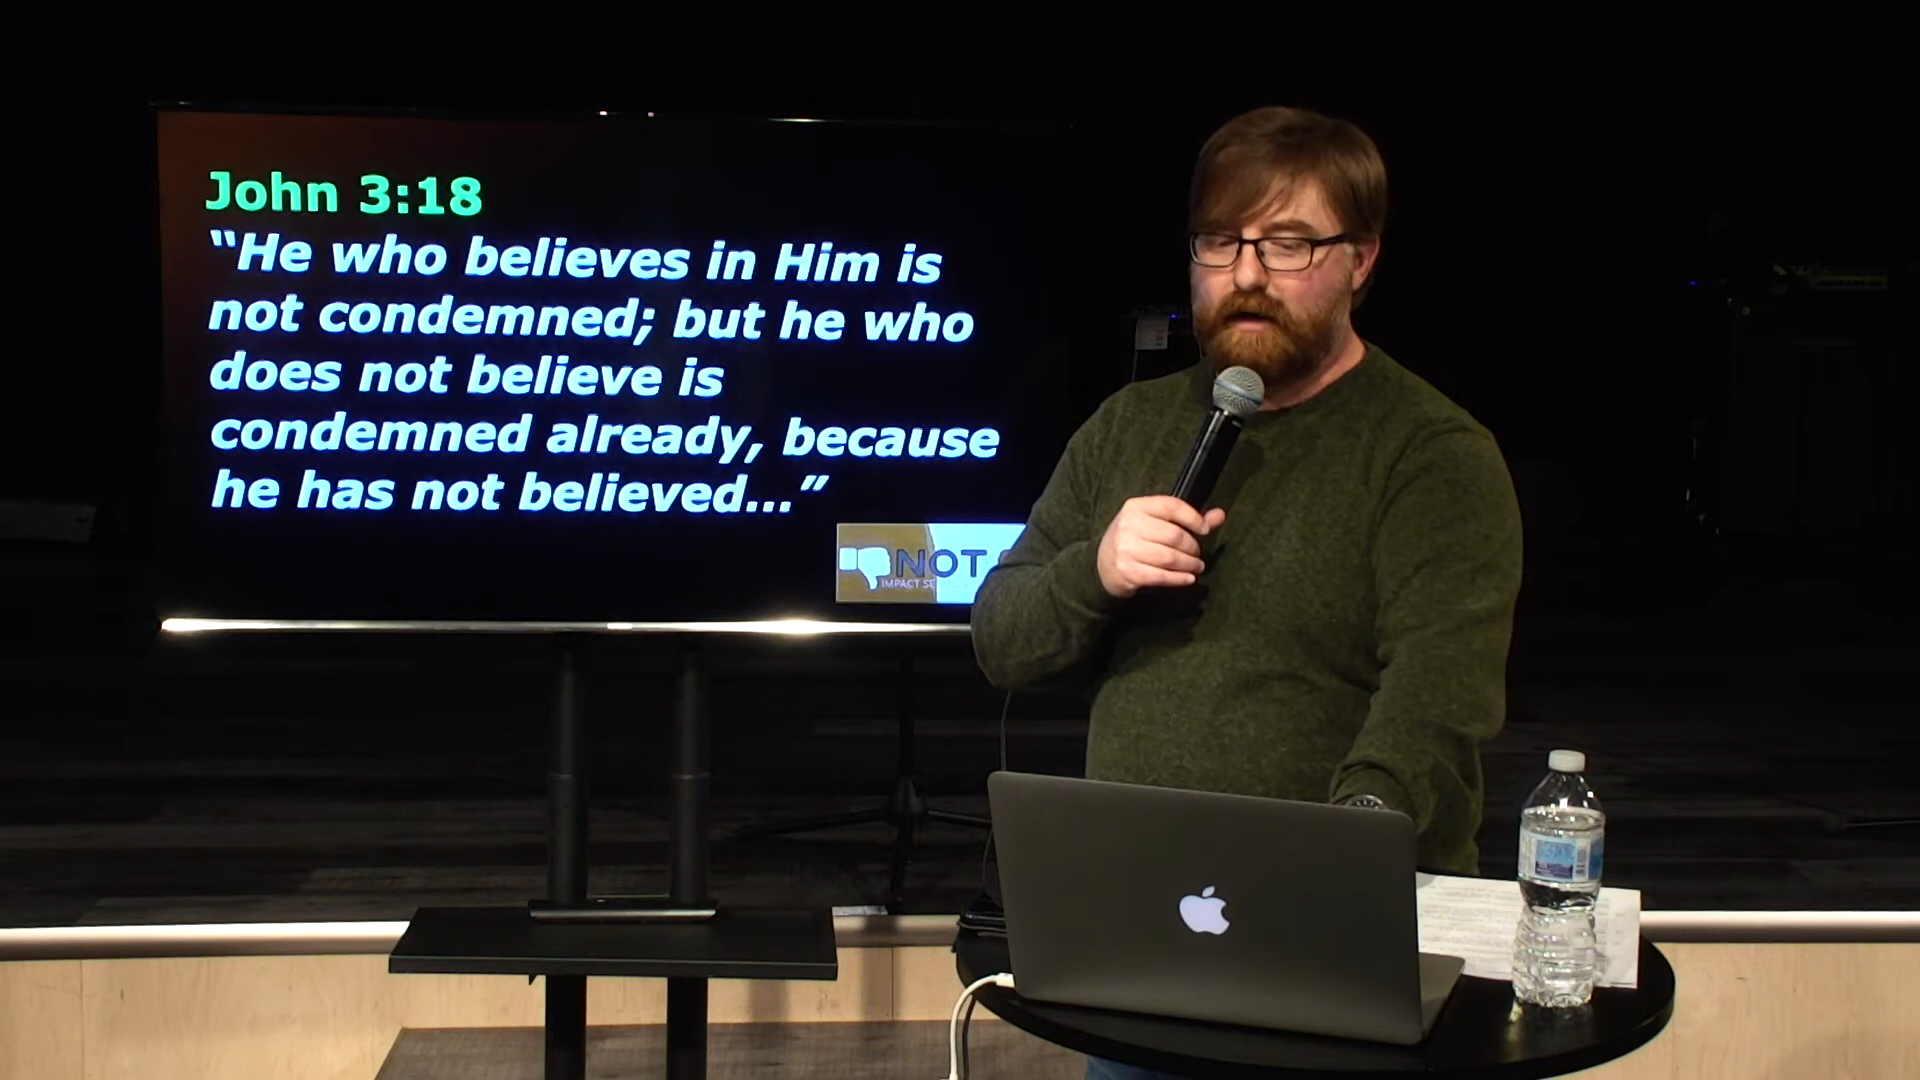 John 3:18
“He who believes in Him is
not condemned; but he who
does not believe is
condemned already, because
he has not believed...”
NOT
IMPACT